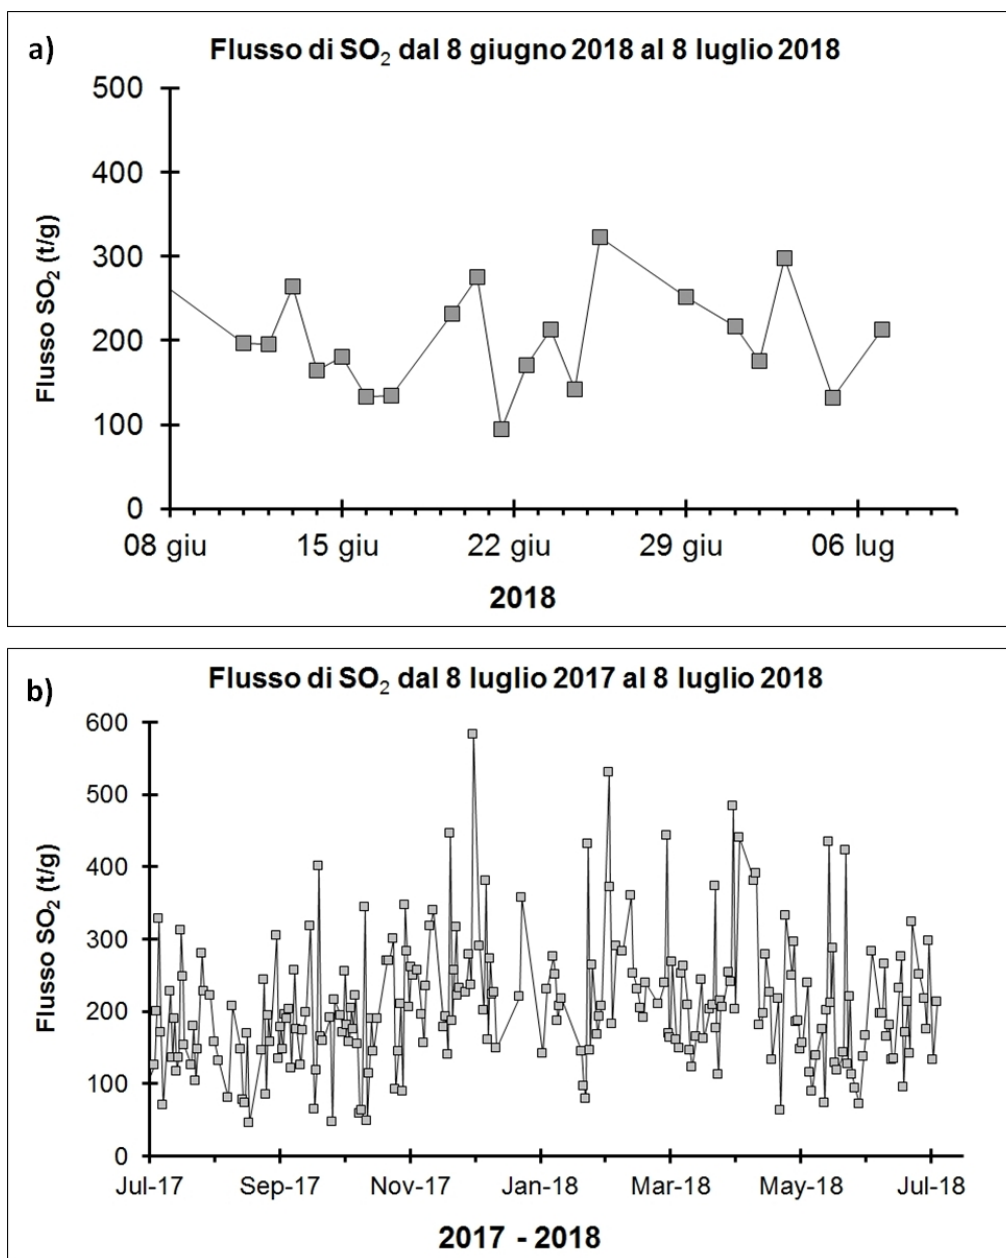 a)
Flusso di SO₂ dal 8 giugno 2018 al 8 luglio 2018
Flusso SO₂ (t/g)
500
400
300
200
100
0
08 giu 15 giu 22 giu 29 giu 06 lug
2018
b)
Flusso di SO₂ dal 8 luglio 2017 al 8 luglio 2018
Flusso SO₂ (t/g)
600
500
400
300
200
100
0
Jul-17 Sep-17 Nov-17 Jan-18 Mar-18 May-18 Jul-18
2017 - 2018